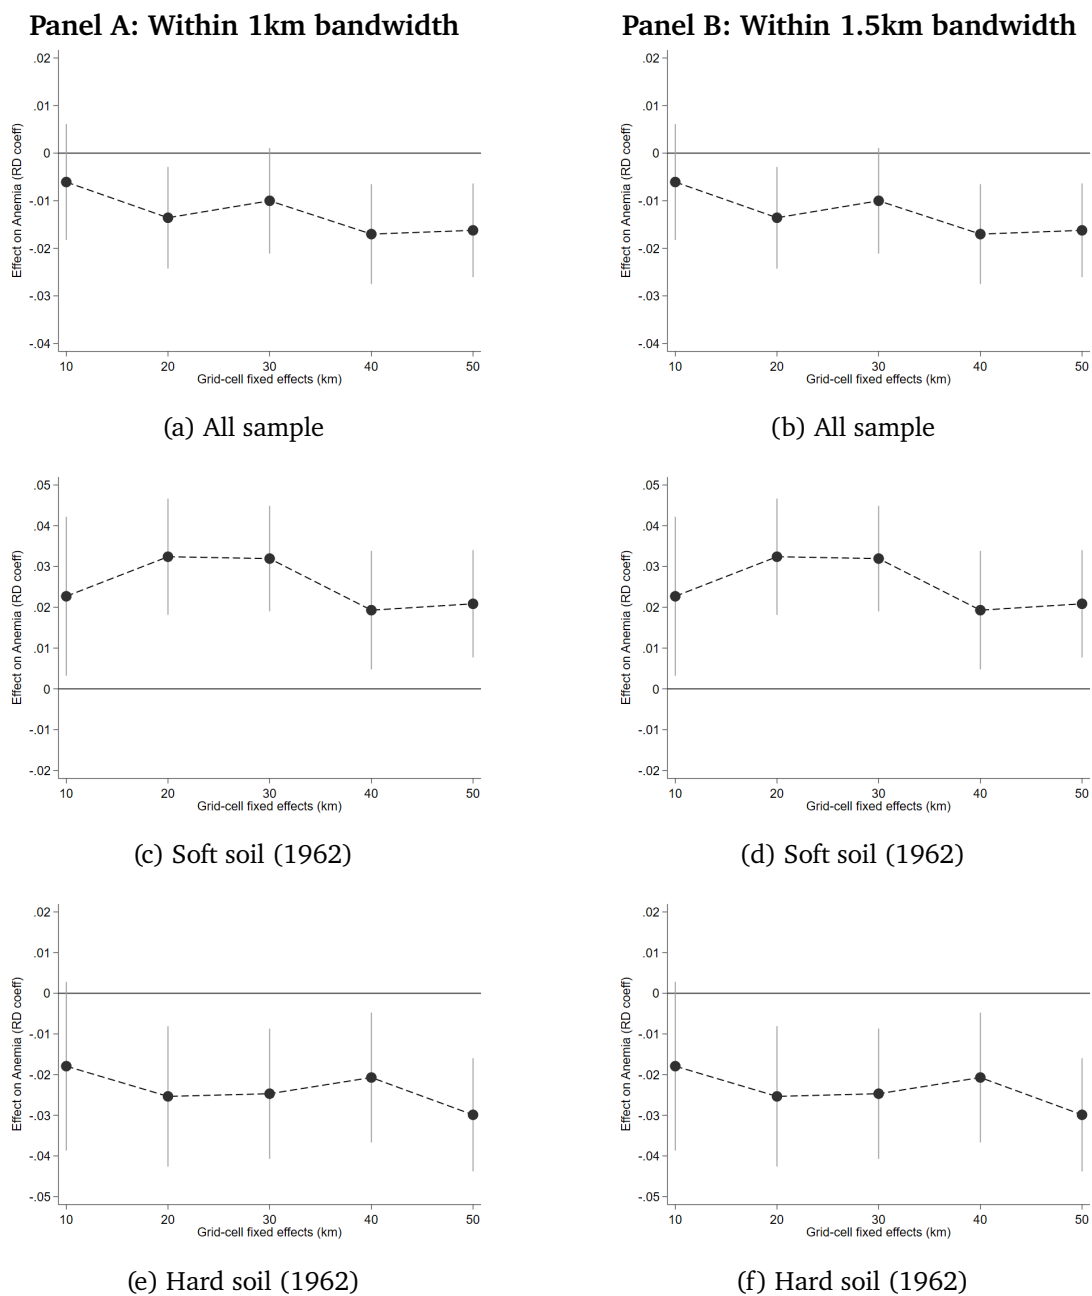 Panel A: Within 1km bandwidth
Panel B: Within 1.5km bandwidth
Effect on Anemia (RD coeff)
.02
.01
0
-.01
-.02
-.03
-.04
10 20 30 40 50
Grid-cell fixed effects (km)
(a) All sample
Effect on Anemia (RD coeff)
.02
.01
0
-.01
-.02
-.03
-.04
10 20 30 40 50
Grid-cell fixed effects (km)
(b) All sample
Effect on Anemia (RD coeff)
.05
.04
.03
.02
.01
0
-.01
-.02
10 20 30 40 50
Grid-cell fixed effects (km)
(c) Soft soil (1962)
Effect on Anemia (RD coeff)
.05
.04
.03
.02
.01
0
-.01
-.02
10 20 30 40 50
Grid-cell fixed effects (km)
(d) Soft soil (1962)
Effect on Anemia (RD coeff)
.02
.01
0
-.01
-.02
-.03
-.04
-.05
10 20 30 40 50
Grid-cell fixed effects (km)
(e) Hard soil (1962)
Effect on Anemia (RD coeff)
.02
.01
0
-.01
-.02
-.03
-.04
-.05
10 20 30 40 50
Grid-cell fixed effects (km)
(f) Hard soil (1962)